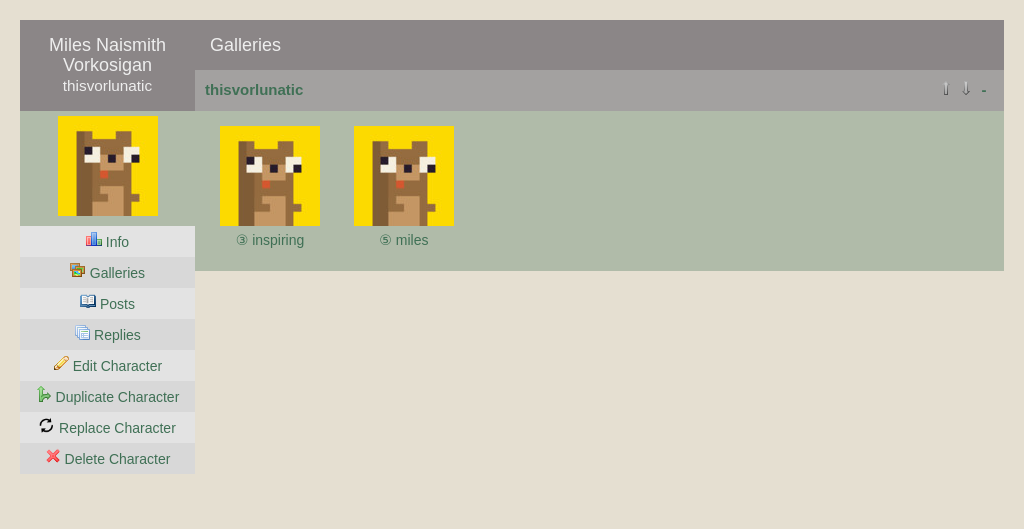 Miles Naismith
Vorkosigan
thisvorlunatic
Galleries
thisvorlunatic
-
③ inspiring
⑤ miles
Info
Galleries
Posts
Replies
Edit Character
Duplicate Character
Replace Character
Delete Character